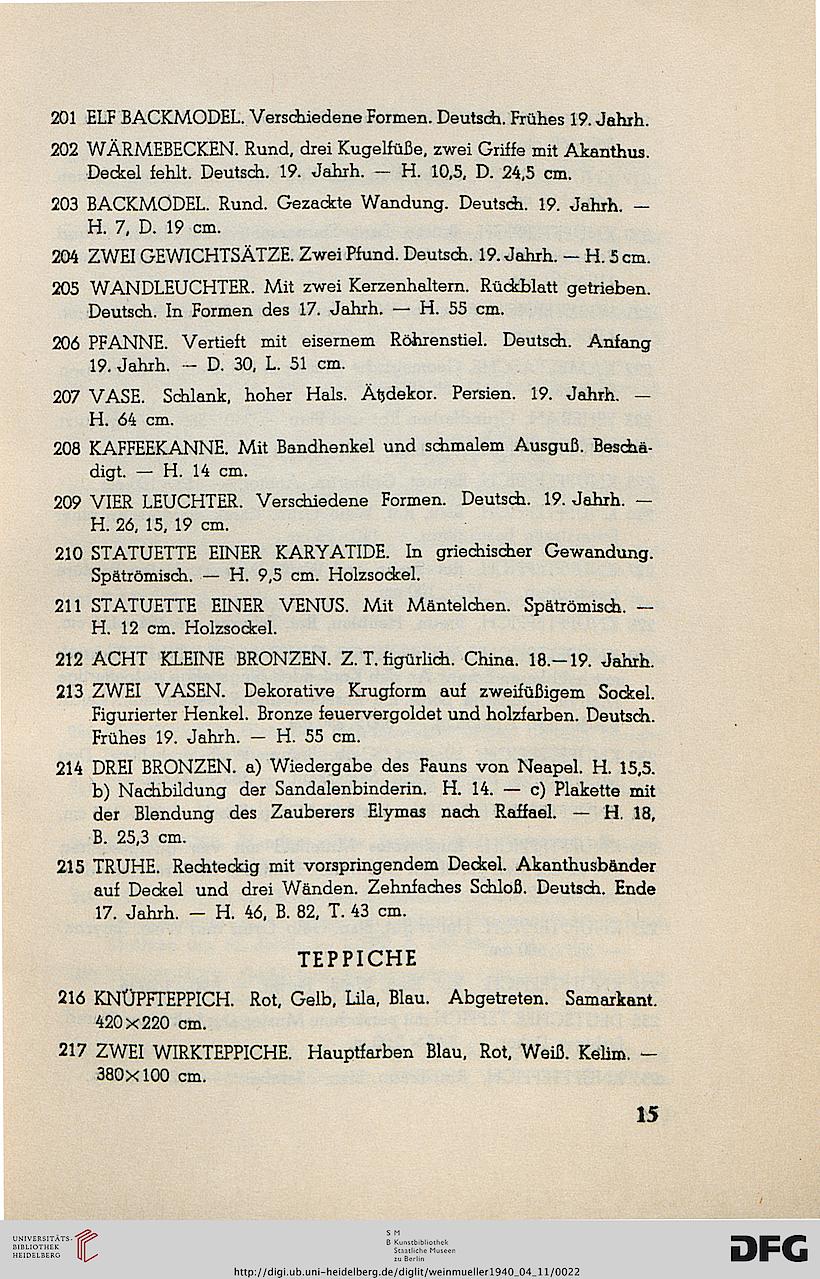 201 ELF BACKMODEL. Verschiedene Formen. Deutsch. Frühes 19. Jahrh.
202 WÄRMEBECKEN. Rund, drei Kugelfüße, zwei Griffe mit Akanthus.
Deckel fehlt. Deutsch. 19. Jahrh. — H. 10,5, D. 24,5 cm.
203 BACKMODEL. Rund. Gezackte Wandung. Deutsch. 19. Jahrh. —
H. 7, D. 19 cm.
204 ZWEI GEWICHTSÄTZE. Zwei Pfund. Deutsch. 19. Jahrh. — H. 5 cm.
205 WANDLEUCHTER. Mit zwei Kerzenhaltern. Rückblatt getrieben.
Deutsch. In Formen des 17. Jahrh. — H. 55 cm.
206 PFANNE. Vertieft mit eisernem Röhrenstiel. Deutsch. Anfang
19. Jahrh. — D. 30, L. 51 cm.
207 VASE. Schlank, hoher Hals. Ätzdekor. Persien. 19. Jahrh. —
H. 64 cm.
208 KAFFEEKANNE. Mit Bandhenkel und schmalem Ausguß. Beschä-
digt. — H. 14 cm.
209 VIER LEUCHTER. Verschiedene Formen. Deutsch. 19. Jahrh. —
H. 26, 15, 19 cm.
210 STATUETTE EINER KARYATIDE. In griechischer Gewandung.
Spätrömisch. — H. 9,5 cm. Holzsockel.
211 STATUETTE EINER VENUS. Mit Mäntelchen. Spätrömisch. —
H. 12 cm. Holzsockel.
212 ACHT KLEINE BRONZEN. Z. T. figürlich. China. 18.—19. Jahrh.
213 ZWEI VASEN. Dekorative Krugform auf zweifüßigem Sockel.
Figurierter Henkel. Bronze feuervergoldet und holzfarben. Deutsch.
Frühes 19. Jahrh. — H. 55 cm.
214 DREI BRONZEN. a) Wiedergabe des Fauns von Neapel. H. 15,5.
b) Nachbildung der Sandalenbinderin. H. 14. — c) Plakette mit
der Blendung des Zauberers Elymas nach Raffael. — H. 18,
B. 25,3 cm.
215 TRUHE. Rechteckig mit vorspringendem Deckel. Akanthusbänder
auf Deckel und drei Wänden. Zehnfaches Schloß. Deutsch. Ende
17. Jahrh. — H. 46, B. 82, T. 43 cm.
TEPPICHE
216 KNÜPFTEPPICH. Rot, Gelb, Lila, Blau. Abgetreten. Samarkant.
420×220 cm.
217 ZWEI WIRKTEPPICHE. Hauptfarben Blau, Rot, Weiß. Kelim. —
380×100 cm.
15
UNIVERSITÄTS-
BIBLIOTHEK
HEIDELBERG
S M
B Kunstbibliothek
Staatliche Museen
zu Berlin
DFG
http://digi.ub.uni-heidelberg.de/diglit/weinmueller1940_04_11/0022